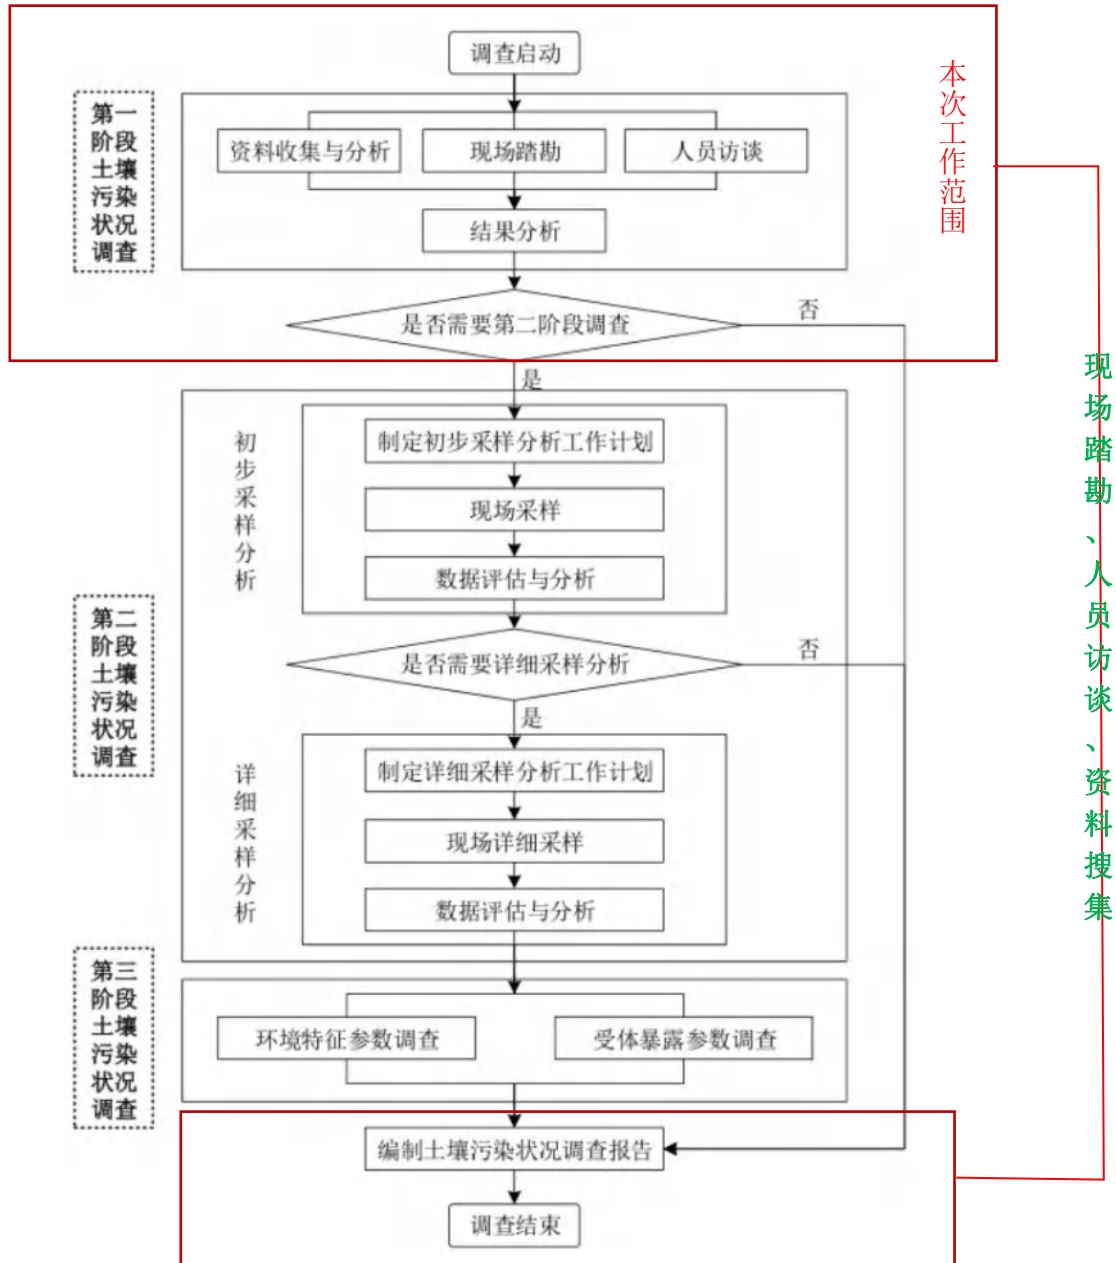 调查启动
本次工作范围
第一
阶段
土壤
污染
状况
调查
资料收集与分析
现场踏勘
人员访谈
结果分析
是否需要第二阶段调查
否
是
现场踏勘、人员访谈、资料搜集
初步采样分析
制定初步采样分析工作计划
现场采样
数据评估与分析
第二
阶段
土壤
污染
状况
调查
是否需要详细采样分析
否
是
详细采样分析
制定详细采样分析工作计划
现场详细采样
数据评估与分析
第三
阶段
土壤
污染
状况
调查
环境特征参数调查
受体暴露参数调查
编制土壤污染状况调查报告
调查结束